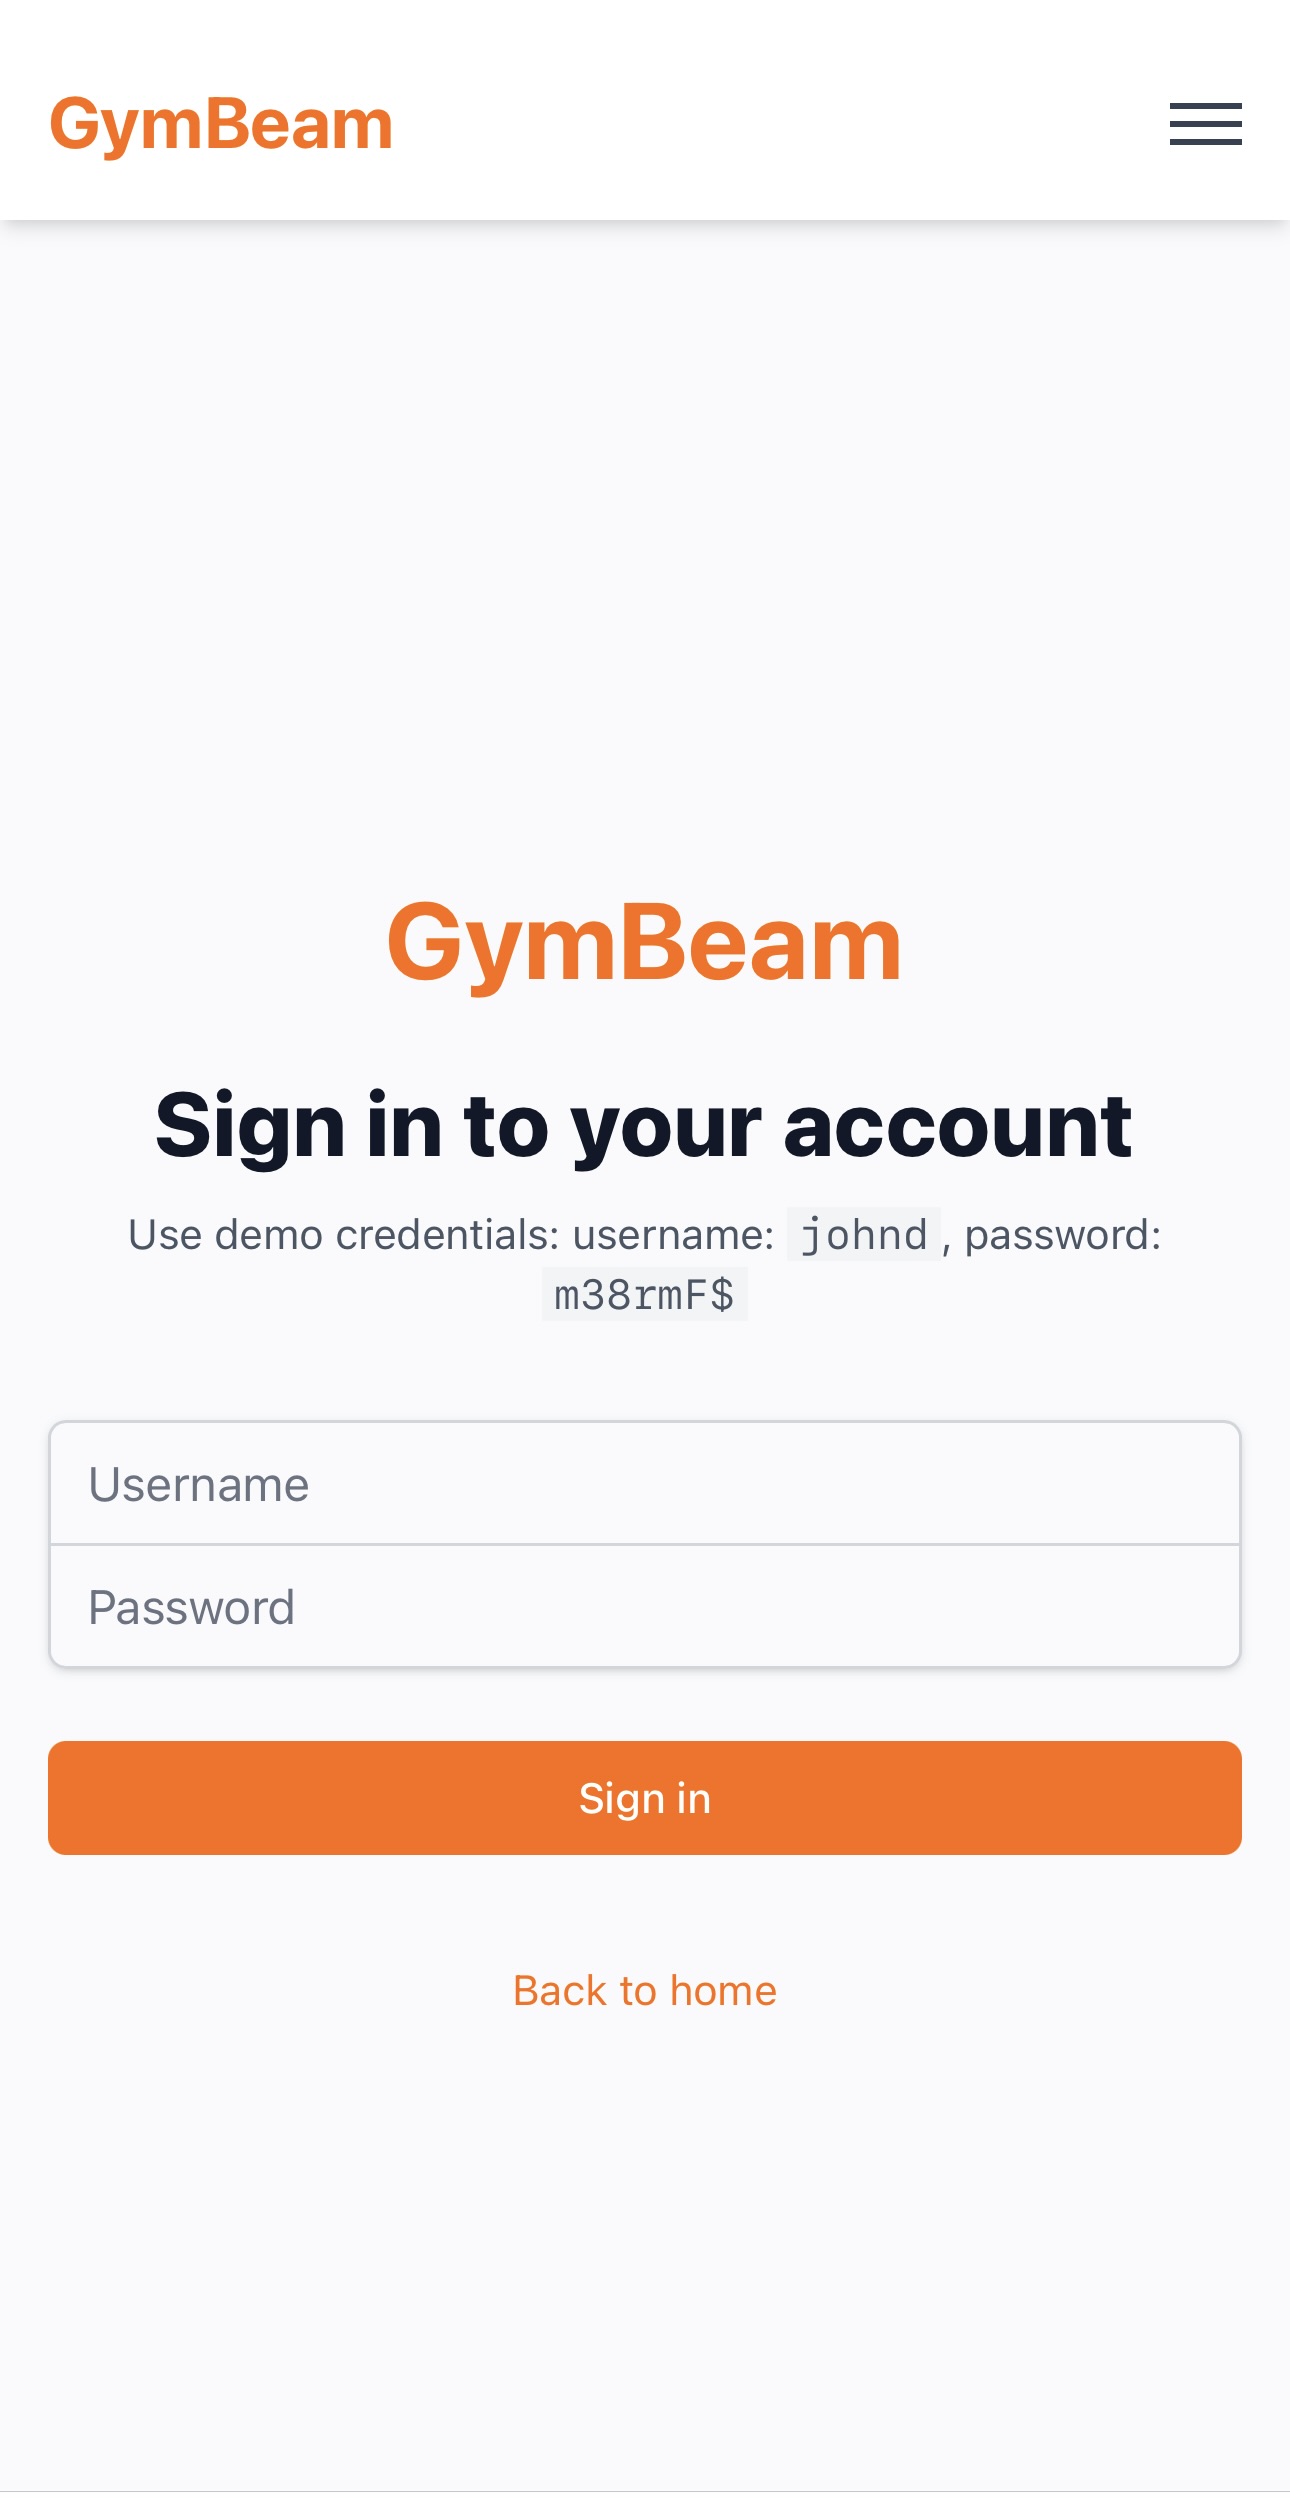 GymBeam
GymBeam
Sign in to your account
Use demo credentials: username: johnd, password:
m38rmF$
Username
Password
Sign in
Back to home